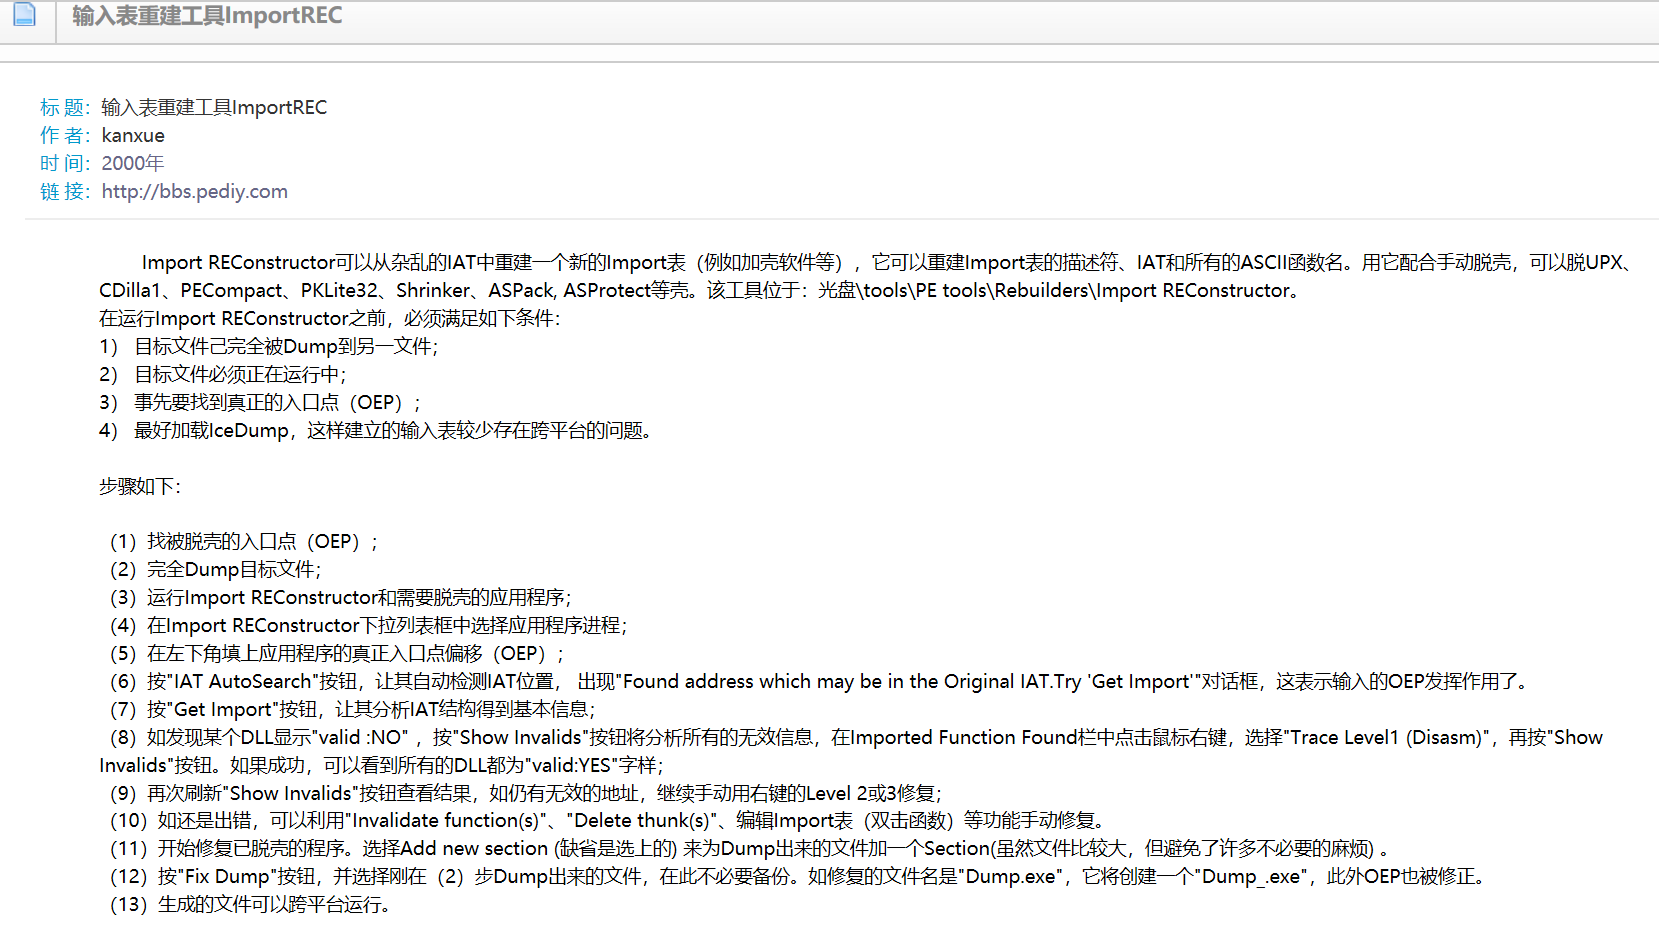 输入表重建工具ImportREC
标 题：输入表重建工具ImportREC
作 者：kanxue
时 间：2000年
链 接：http://bbs.pediy.com
Import REConstructor可以从杂乱的IAT中重建一个新的Import表（例如加壳软件等），它可以重建Import表的描述符、IAT和所有的ASCII函数名。用它配合手动脱壳，可以脱UPX、
CDilla1、PECompact、PKLite32、Shrinker、ASPack, ASProtect等壳。该工具位于：光盘\tools\PE tools\Rebuilders\Import REConstructor。
在运行Import REConstructor之前，必须满足如下条件：
1） 目标文件己完全被Dump到另一文件；
2） 目标文件必须正在运行中；
3） 事先要找到真正的入口点（OEP）；
4） 最好加载IceDump，这样建立的输入表较少存在跨平台的问题。
步骤如下：
（1）找被脱壳的入口点（OEP）；
（2）完全Dump目标文件；
（3）运行Import REConstructor和需要脱壳的应用程序；
（4）在Import REConstructor下拉列表框中选择应用程序进程；
（5）在左下角填上应用程序的真正入口点偏移（OEP）；
（6）按"IAT AutoSearch"按钮，让其自动检测IAT位置， 出现"Found address which may be in the Original IAT.Try 'Get Import'"对话框，这表示输入的OEP发挥作用了。
（7）按"Get Import"按钮，让其分析IAT结构得到基本信息；
（8）如发现某个DLL显示"valid :NO" ，按"Show Invalids"按钮将分析所有的无效信息，在Imported Function Found栏中点击鼠标右键，选择"Trace Level1 (Disasm)"，再按"Show
Invalids"按钮。如果成功，可以看到所有的DLL都为"valid:YES"字样；
（9）再次刷新"Show Invalids"按钮查看结果，如仍有无效的地址，继续手动用右键的Level 2或3修复；
（10）如还是出错，可以利用"Invalidate function(s)"、"Delete thunk(s)"、编辑Import表（双击函数）等功能手动修复。
（11）开始修复已脱壳的程序。选择Add new section (缺省是选上的) 来为Dump出来的文件加一个Section(虽然文件比较大，但避免了许多不必要的麻烦) 。
（12）按"Fix Dump"按钮，并选择刚在（2）步Dump出来的文件，在此不必要备份。如修复的文件名是"Dump.exe"，它将创建一个"Dump_.exe"，此外OEP也被修正。
（13）生成的文件可以跨平台运行。